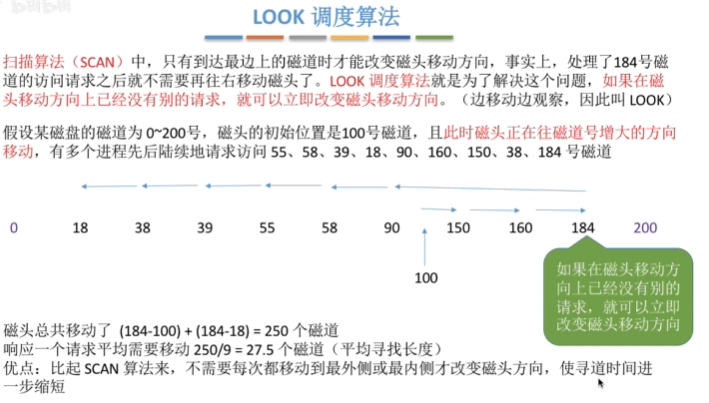 LOOK 调度算法
扫描算法（SCAN）中，只有到达最边上的磁道时才能改变磁头移动方向，事实上，处理了184号磁
道的访问请求之后就不需要再往右移动磁头了。LOOK 调度算法就是为了解决这个问题，如果在磁
头移动方向上已经没有别的请求，就可以立即改变磁头移动方向。（边移动边观察，因此叫 LOOK）
假设某磁盘的磁道为 0~200号，磁头的初始位置是100号磁道，且此时磁头正在往磁道号增大的方向
移动，有多个进程先后陆续地请求访问 55、58、39、18、90、160、150、38、184 号磁道
0 18 38 39 55 58 90 150 160 184 200
100
如果在磁头移动方
向上已经没有别的
请求，就可以立即
改变磁头移动方向
磁头总共移动了 (184-100) + (184-18) = 250 个磁道
响应一个请求平均需要移动 250/9 = 27.5 个磁道（平均寻找长度）
优点：比起 SCAN 算法来，不需要每次都移动到最外侧或最内侧才改变磁头方向，使寻道时间进
一步缩短